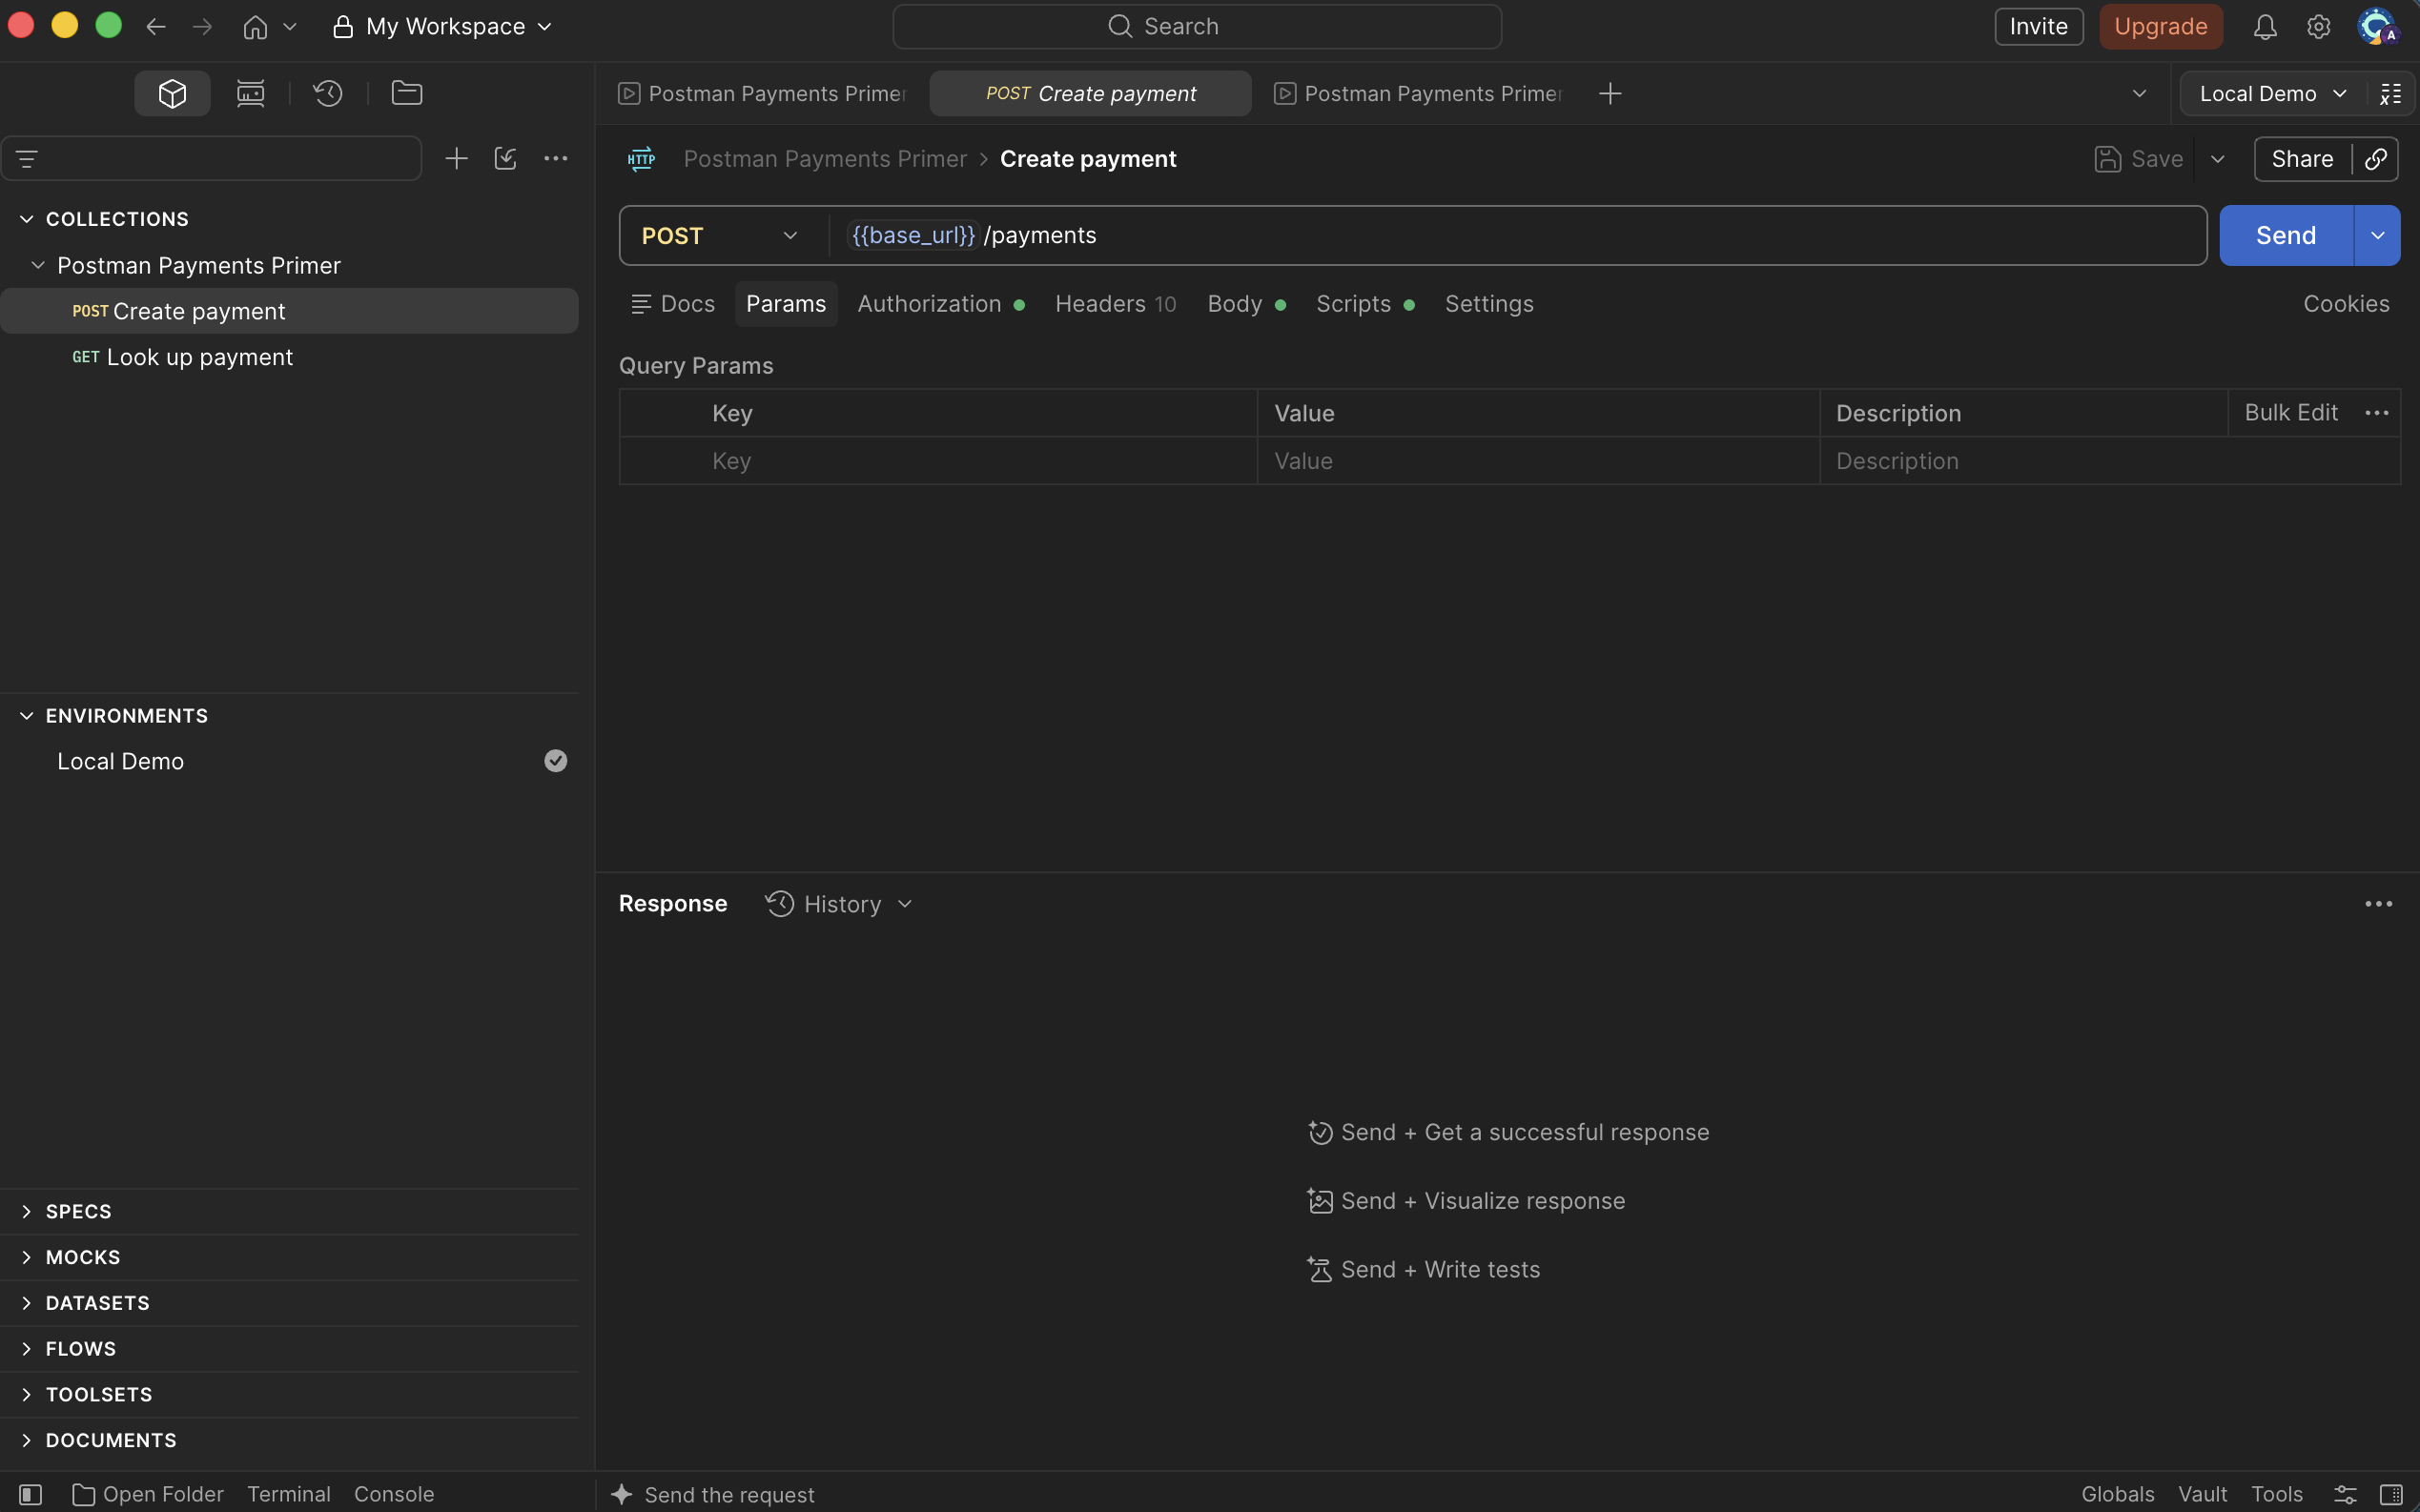 My Workspace
Search
Invite
Upgrade
A
Postman Payments Primer
POST Create payment
Postman Payments Primer
Local Demo
HTTP
Postman Payments Primer > Create payment
Save
Share
COLLECTIONS
Postman Payments Primer
POST Create payment
GET Look up payment
POST
{{base_url}}/payments
Send
Docs
Params
Authorization
Headers 10
Body
Scripts
Settings
Cookies
Query Params
Key
Value
Description
Bulk Edit
Key
Value
Description
ENVIRONMENTS
Local Demo
Response
History
Send + Get a successful response
Send + Visualize response
Send + Write tests
SPECS
MOCKS
DATASETS
FLOWS
TOOLSETS
DOCUMENTS
Open Folder
Terminal
Console
Send the request
Globals
Vault
Tools